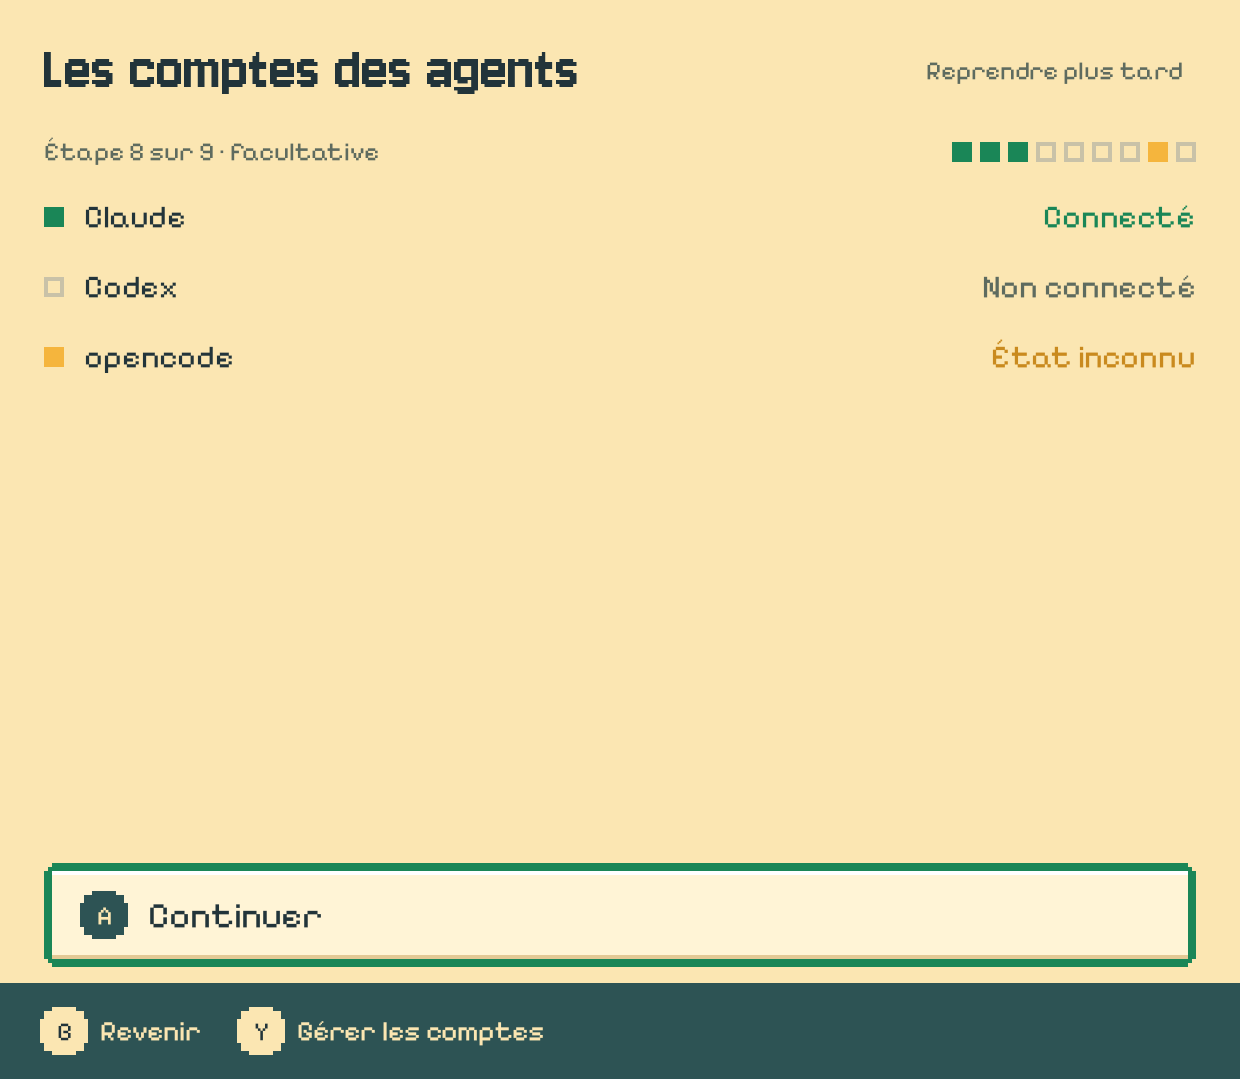 Les comptes des agents
Reprendre plus tard
Étape 8 sur 9 · facultative
Claude
Connecté
Codex
Non connecté
opencode
État inconnu
A Continuer
B Revenir
Y Gérer les comptes